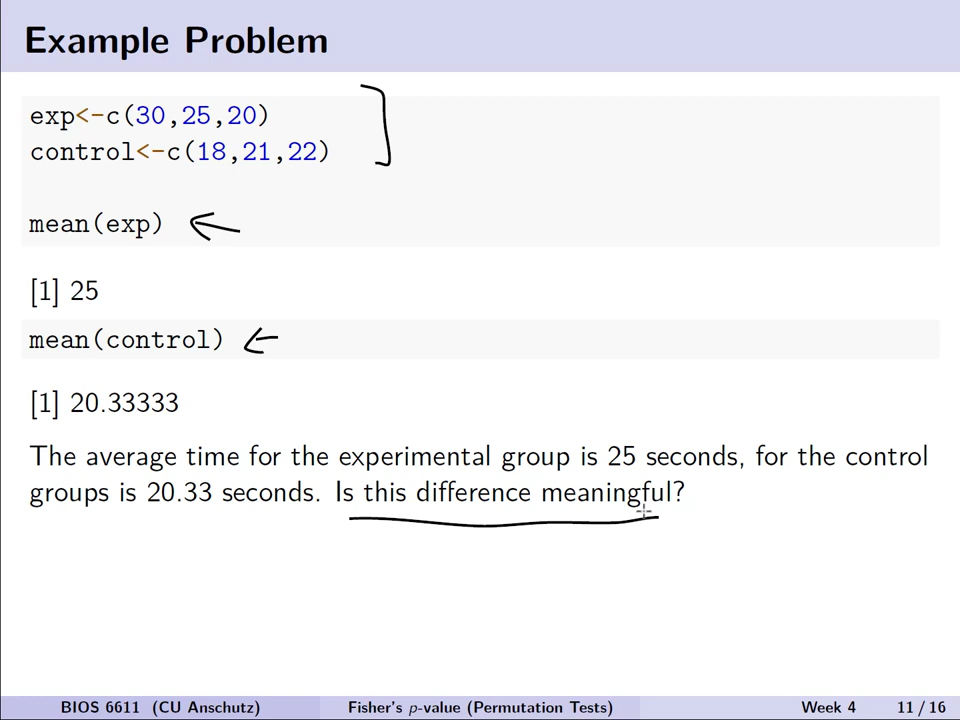 Example Problem
exp<-c(30,25,20)
control<-c(18,21,22)
mean(exp)
[1] 25
mean(control)
[1] 20.33333
The average time for the experimental group is 25 seconds, for the control
groups is 20.33 seconds. Is this difference meaningful?
BIOS 6611 (CU Anschutz) Fisher's p-value (Permutation Tests) Week 4 11 / 16